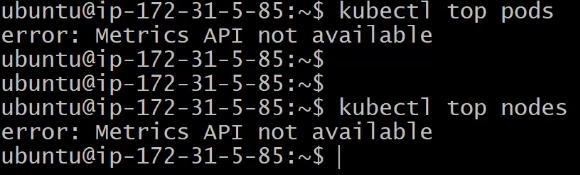 ubuntu@ip-172-31-5-85:~$ kubectl top pods
error: Metrics API not available
ubuntu@ip-172-31-5-85:~$
ubuntu@ip-172-31-5-85:~$
ubuntu@ip-172-31-5-85:~$ kubectl top nodes
error: Metrics API not available
ubuntu@ip-172-31-5-85:~$